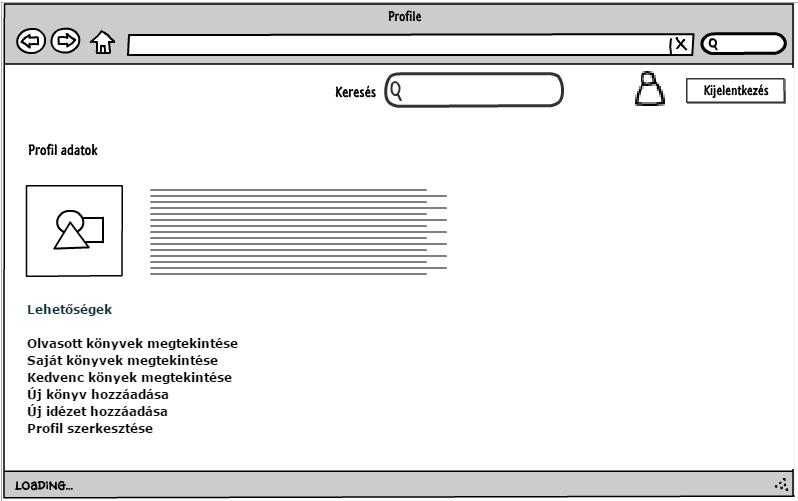 Profile
Keresés
Kijelentkezés
Profil adatok
Lehetőségek
Olvasott könyvek megtekintése
Saját könyvek megtekintése
Kedvenc könyek megtekintése
Új könyv hozzáadása
Új idézet hozzáadása
Profil szerkesztése
LOADING...